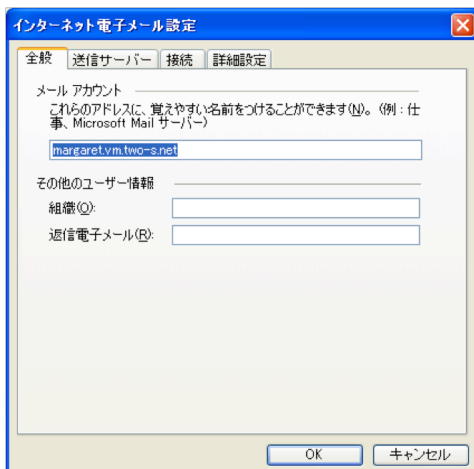 インターネット電子メール設定
全般 送信サーバー 接続 詳細設定
メール アカウント
これらのアドレスに、覚えやすい名前をつけることができます(N)。(例：仕
事、Microsoft Mail サーバー)
margaret.vm.two-s.net
その他のユーザー情報
組織(O):
返信電子メール(R):
OK キャンセル